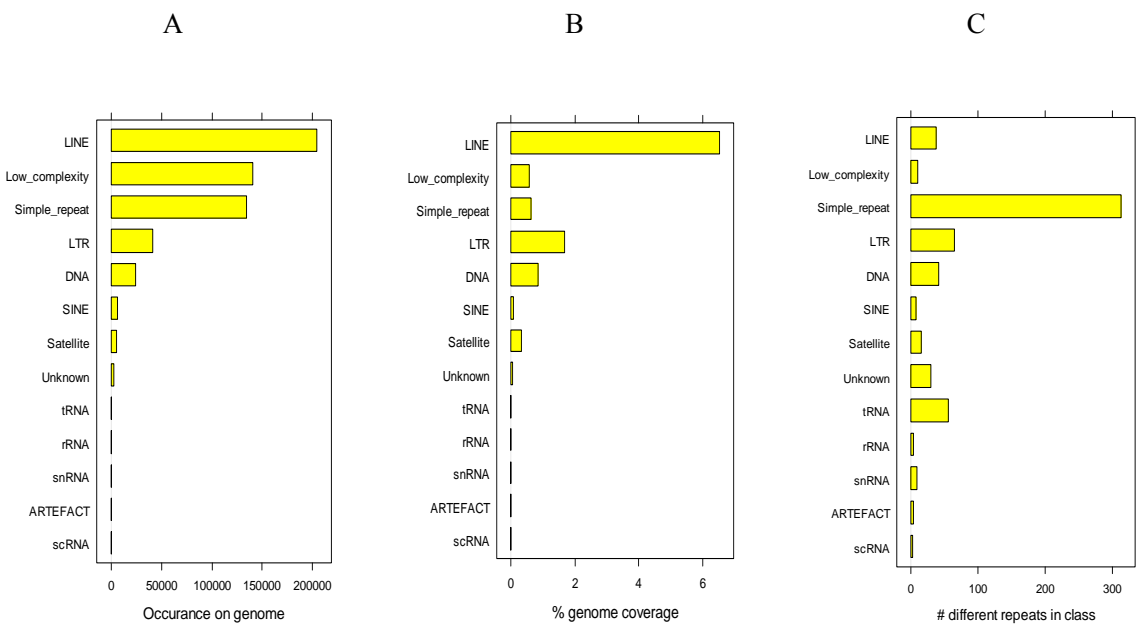 A
B
C
LINE
Low_complexity
Simple_repeat
LTR
DNA
SINE
Satellite
Unknown
tRNA
rRNA
snRNA
ARTEFACT
scRNA
0 50000 100000 150000 200000
Occurance on genome
LINE
Low_complexity
Simple_repeat
LTR
DNA
SINE
Satellite
Unknown
tRNA
rRNA
snRNA
ARTEFACT
scRNA
0 2 4 6
% genome coverage
LINE
Low_complexity
Simple_repeat
LTR
DNA
SINE
Satellite
Unknown
tRNA
rRNA
snRNA
ARTEFACT
scRNA
0 100 200 300
# different repeats in class